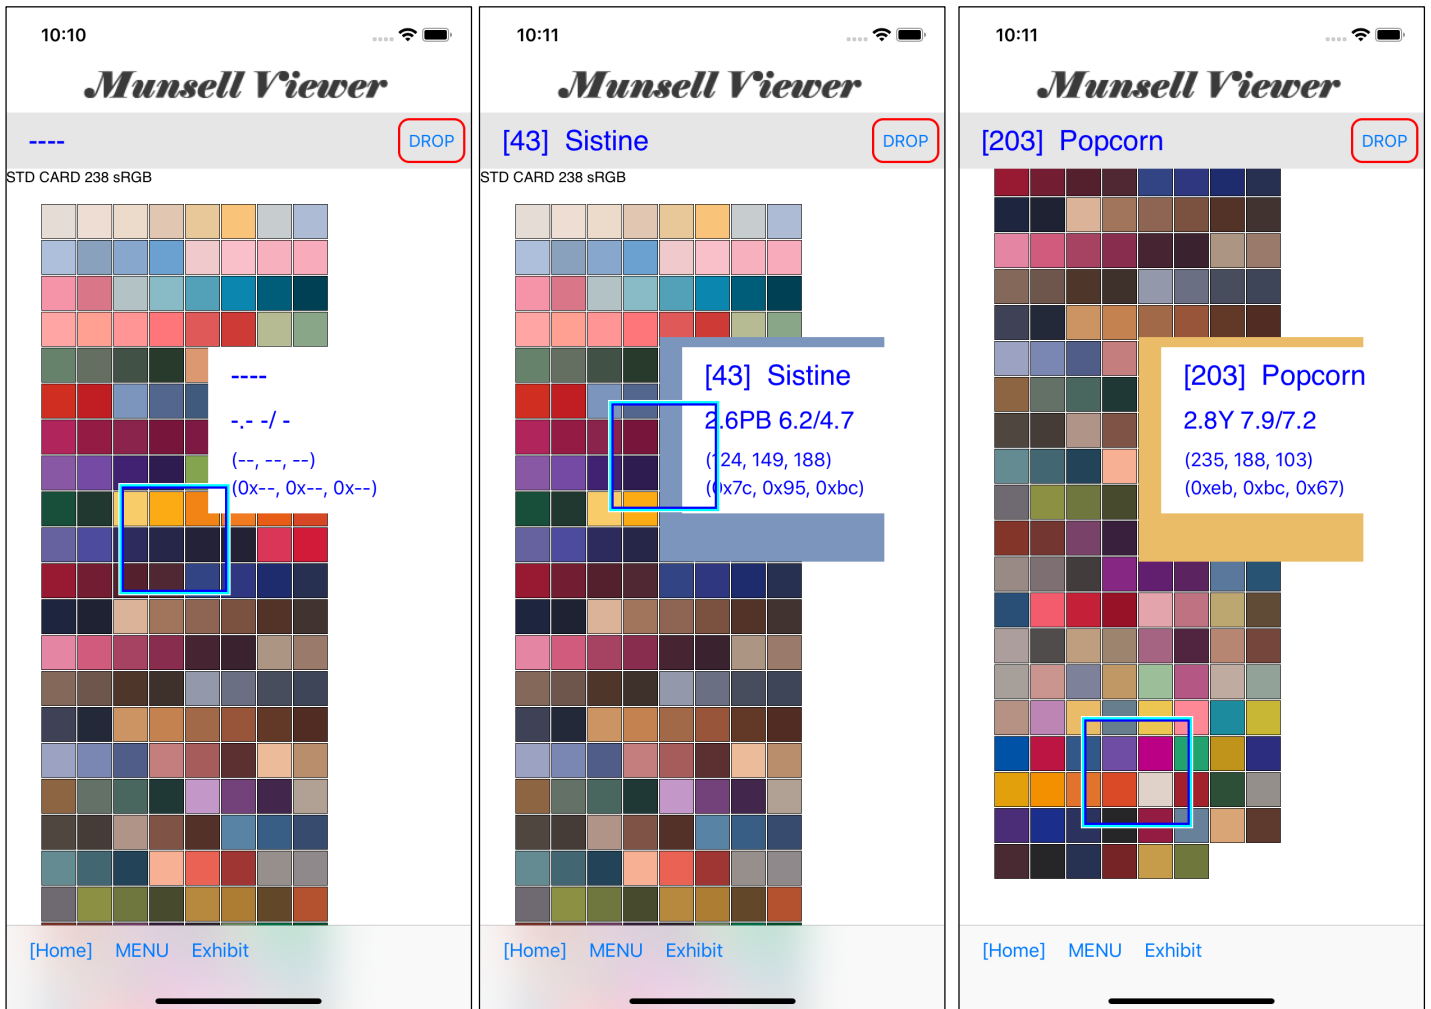 10:10
Munsell Viewer
----
DROP
STD CARD 238 sRGB
----
-.- -/ -
(--, --, --)
(0x--, 0x--, 0x--)
[Home] MENU Exhibit
10:11
Munsell Viewer
[43] Sistine
DROP
STD CARD 238 sRGB
[43] Sistine
2.6PB 6.2/4.7
(124, 149, 188)
(0x7c, 0x95, 0xbc)
[Home] MENU Exhibit
10:11
Munsell Viewer
[203] Popcorn
DROP
[203] Popcorn
2.8Y 7.9/7.2
(235, 188, 103)
(0xeb, 0xbc, 0x67)
[Home] MENU Exhibit